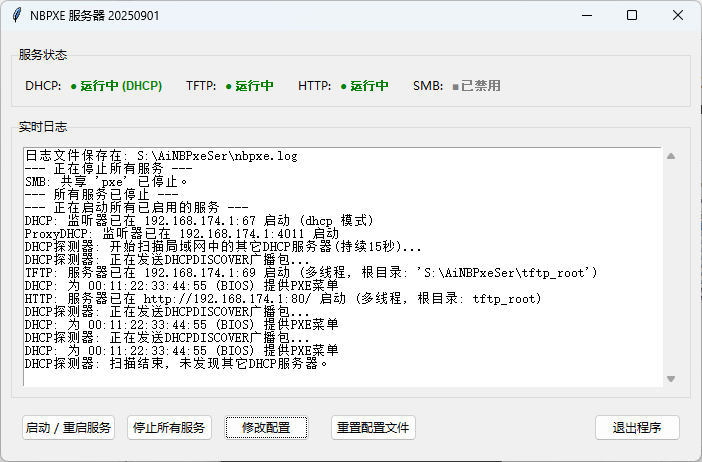 NBPXE 服务器 20250901
服务状态
DHCP: ● 运行中 (DHCP) TFTP: ● 运行中 HTTP: ● 运行中 SMB: ■ 已禁用
实时日志
日志文件保存在: S:\AiNBPxeSer\nbpxe.log
--- 正在停止所有服务 ---
SMB: 共享 'pxe' 已停止。
--- 所有服务已停止 ---
--- 正在启动所有已启用的服务 ---
DHCP: 监听器已在 192.168.174.1:67 启动 (dhcp 模式)
ProxyDHCP: 监听器已在 192.168.174.1:4011 启动
DHCP探测器: 开始扫描局域网中的其它DHCP服务器(持续15秒)...
DHCP探测器: 正在发送DHCPDISCOVER广播包...
TFTP: 服务器已在 192.168.174.1:69 启动 (多线程, 根目录: 'S:\AiNBPxeSer\tftp_root')
DHCP: 为 00:11:22:33:44:55 (BIOS) 提供PXE菜单
HTTP: 服务器已在 http://192.168.174.1:80/ 启动 (多线程, 根目录: tftp_root)
DHCP探测器: 正在发送DHCPDISCOVER广播包...
DHCP: 为 00:11:22:33:44:55 (BIOS) 提供PXE菜单
DHCP探测器: 正在发送DHCPDISCOVER广播包...
DHCP: 为 00:11:22:33:44:55 (BIOS) 提供PXE菜单
DHCP探测器: 扫描结束, 未发现其它DHCP服务器。
启动 / 重启服务 停止所有服务 修改配置 重置配置文件 退出程序